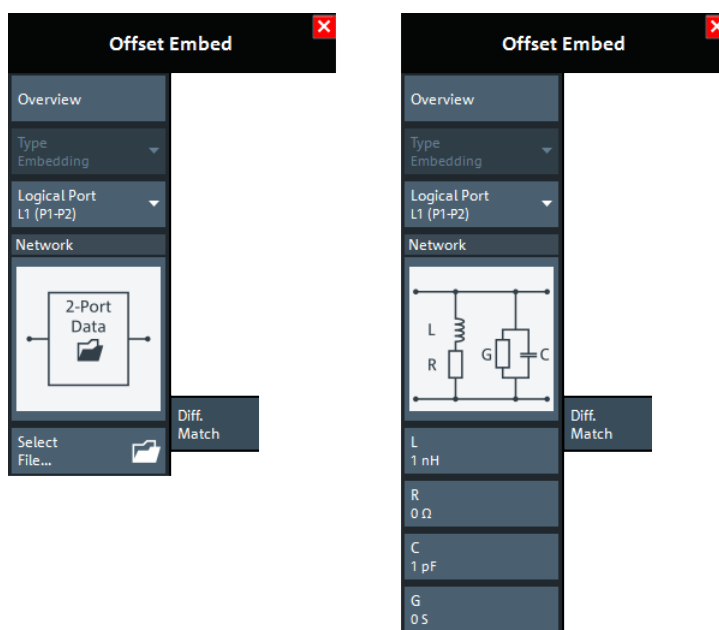 Offset Embed
Overview
Type
Embedding
Logical Port
L1 (P1-P2)
Network
2-Port
Data
Select
File...
Diff.
Match
Offset Embed
Overview
Type
Embedding
Logical Port
L1 (P1-P2)
Network
L
R
G
C
L
1 nH
R
0 Ω
C
1 pF
G
0 S
Diff.
Match